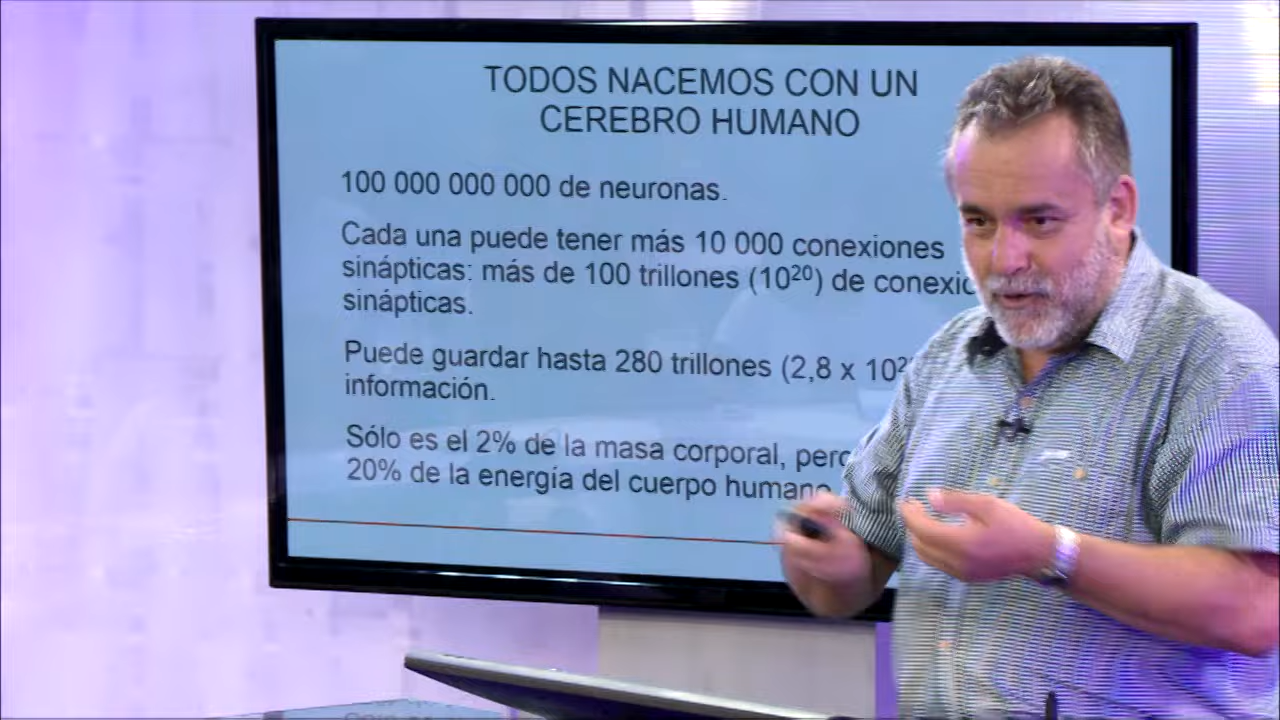 TODOS NACEMOS CON UN
CEREBRO HUMANO
100 000 000 000 de neuronas.
Cada una puede tener más 10 000 conexiones
sinápticas: más de 100 trillones (10²⁰) de
sinápticas.
Puede guardar hasta 280 trillones (2,8 x
información.
Sólo es el 2% de la masa corporal,
20% de la energía del cuerpo humano